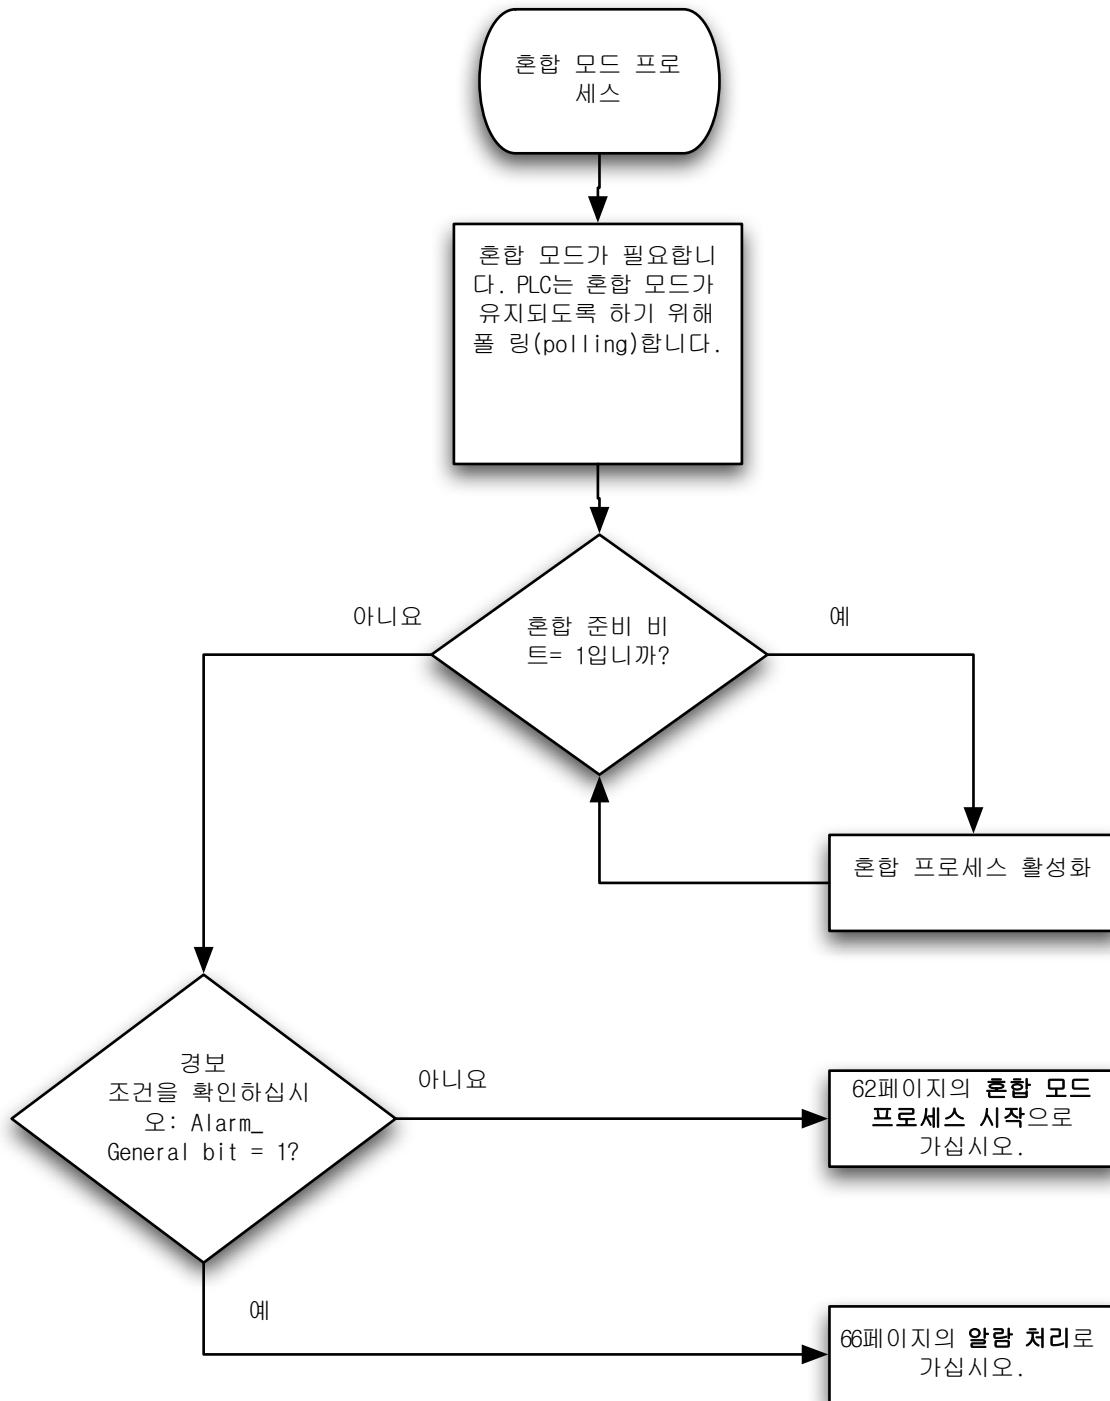 혼합 모드 프로
세스
혼합 모드가 필요합니
다. PLC는 혼합 모드가
유지되도록 하기 위해
폴 링(polling)합니다.
아니요
예
혼합 준비 비
트= 1입니까?
혼합 프로세스 활성화
경보
조건을 확인하십시
오: Alarm_
General bit = 1?
아니요
62페이지의 혼합 모드
프로세스 시작으로
가십시오.
예
66페이지의 알람 처리로
가십시오.